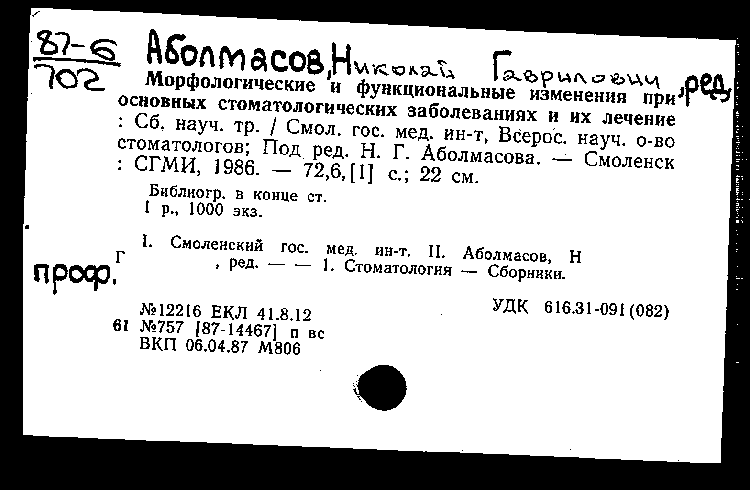 87-6
702
Аболмасов, Николай Гаврилович, ред.
Морфологические и функциональные изменения при
основных стоматологических заболеваниях и их лечение
: Сб. науч. тр. / Смол. гос. мед. ин-т, Всерос. науч. о-во
стоматологов; Под ред. Н. Г. Аболмасова. — Смоленск
: СГМИ, 1986. — 72,6,[1] с.; 22 см.
Библиогр. в конце ст.
1 р., 1000 экз.
I. Смоленский гос. мед. ин-т. II. Аболмасов, Н
Г , ред. — — 1. Стоматология — Сборники.
проф.
УДК 616.31-091(082)
№12216 ЕКЛ 41.8.12
61 №757 [87-14467] п вс
ВКП 06.04.87 М806